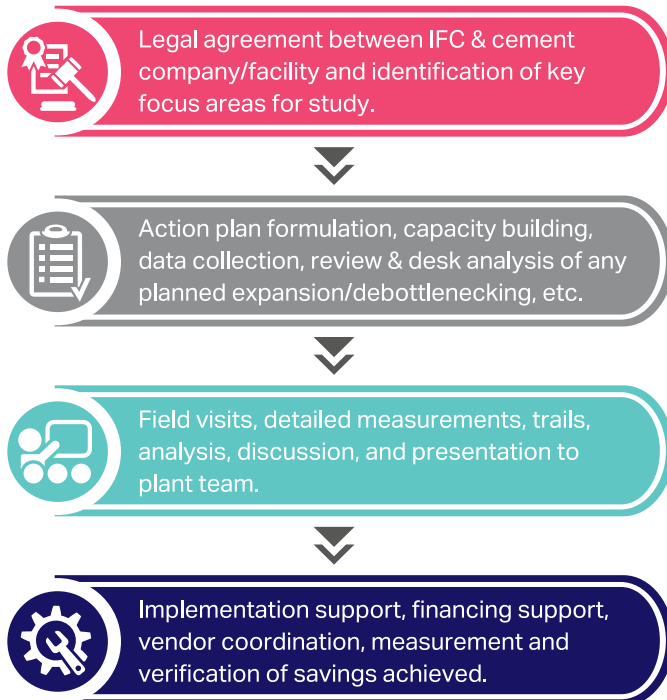 Legal agreement between IFC & cement
company/facility and identification of key
focus areas for study.
Action plan formulation, capacity building,
data collection, review & desk analysis of any
planned expansion/debottlenecking, etc.
Field visits, detailed measurements, trails,
analysis, discussion, and presentation to
plant team.
Implementation support, financing support,
vendor coordination, measurement and
verification of savings achieved.